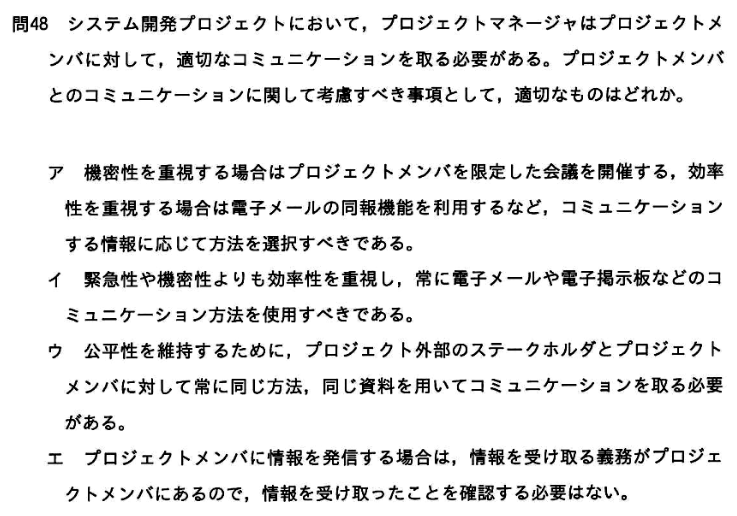 問48 システム開発プロジェクトにおいて，プロジェクトマネージャはプロジェクトメ
ンバに対して，適切なコミュニケーションを取る必要がある。プロジェクトメンバ
とのコミュニケーションに関して考慮すべき事項として，適切なものはどれか。
ア 機密性を重視する場合はプロジェクトメンバを限定した会議を開催する，効率
性を重視する場合は電子メールの同報機能を利用するなど，コミュニケーション
する情報に応じて方法を選択すべきである。
イ 緊急性や機密性よりも効率性を重視し，常に電子メールや電子掲示板などのコ
ミュニケーション方法を使用すべきである。
ウ 公平性を維持するために，プロジェクト外部のステークホルダとプロジェクト
メンバに対して常に同じ方法，同じ資料を用いてコミュニケーションを取る必要
がある。
エ プロジェクトメンバに情報を発信する場合は，情報を受け取る義務がプロジェ
クトメンバにあるので，情報を受け取ったことを確認する必要はない。